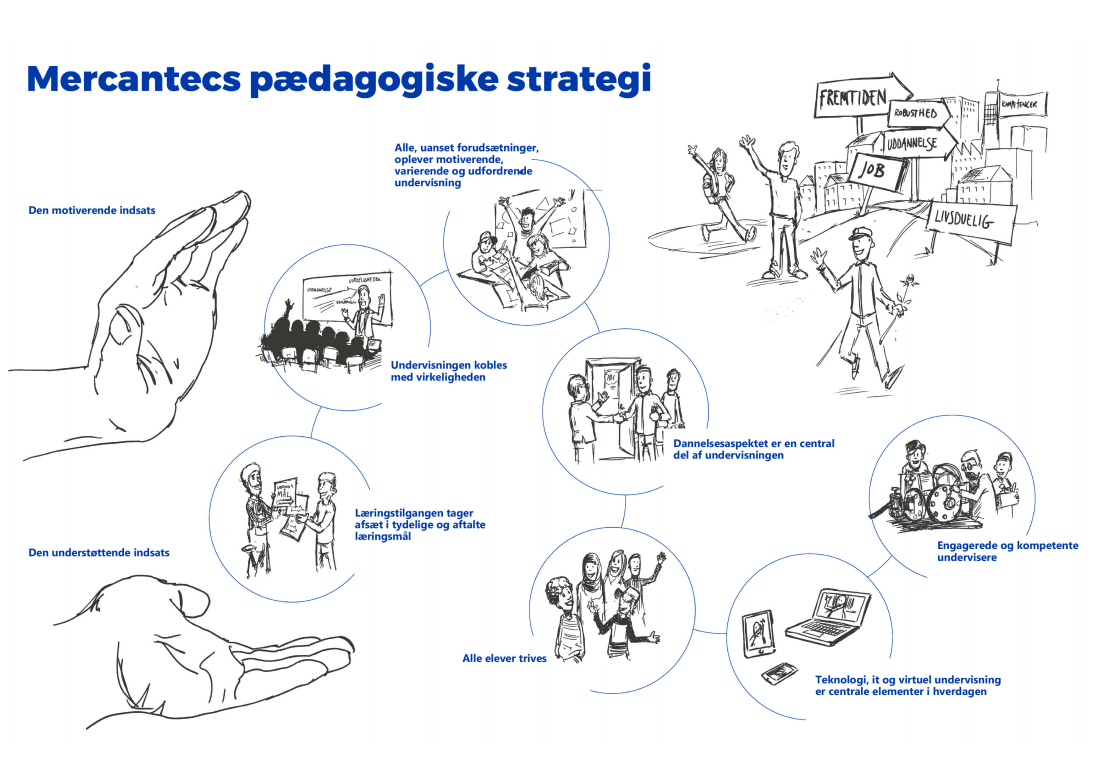 Mercantecs pædagogiske strategi
FREMTIDEN
ROBUSTHED
KOMPETENCER
UDDANNELSE
JOB
LIVSDUELIG
Alle, uanset forudsætninger,
oplever motiverende,
varierende og udfordrende
undervisning
Den motiverende indsats
VIRKELIGHEDEN
UDDANNELSE
Undervisningen kobles
med virkeligheden
Dannelsesaspektet er en central
del af undervisningen
MÅL
Læringstilgangen tager
afsæt i tydelige og aftalte
læringsmål
Engagerede og kompetente
undervisere
Den understøttende indsats
Alle elever trives
Teknologi, it og virtuel undervisning
er centrale elementer i hverdagen